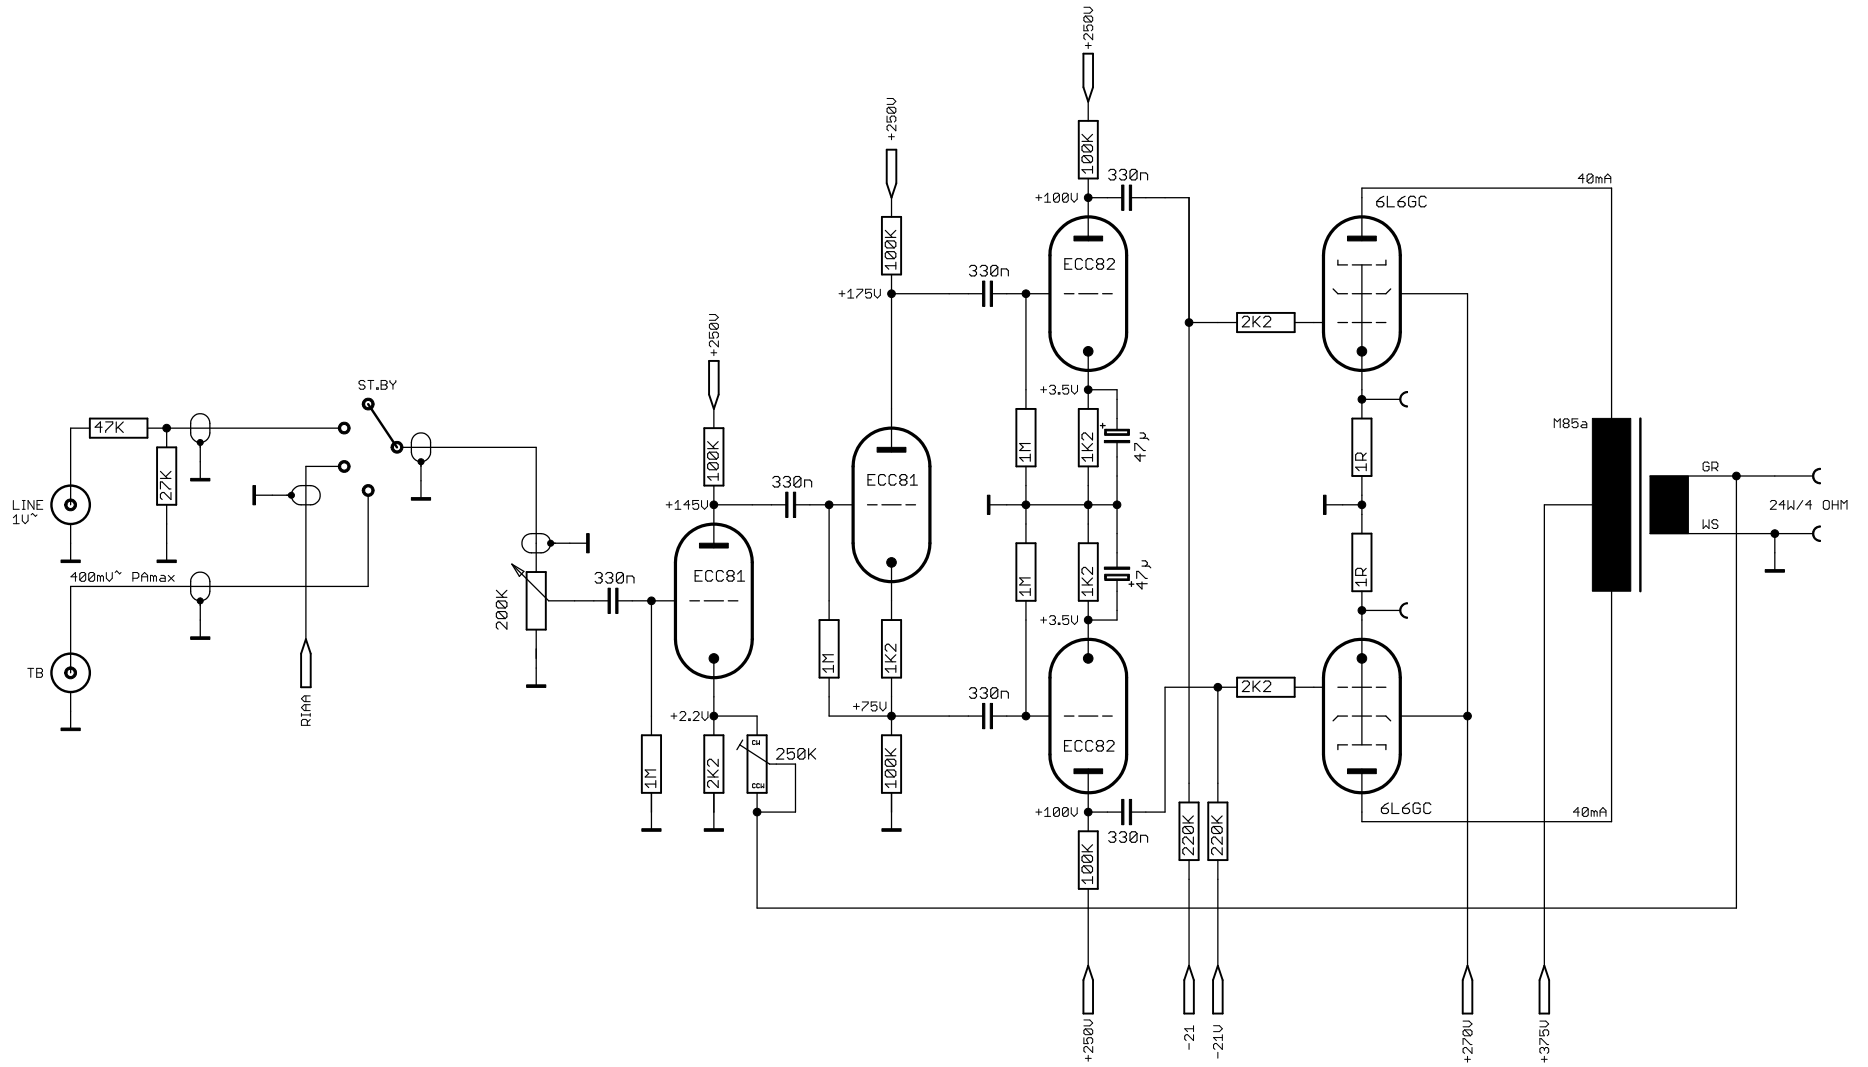 +250V
+250V
100K
330n
+100V
40mA
6L6GC
100K
ECC82
330n
+175V
+250V
2K2
ST.BY
+3.5V
47K
M85a
100K
1M
1K2
+
47µ
1R
GR
27K
ECC81
330n
LINE
1V~
+145V
24W/4 OHM
WS
400mV~ PAmax
330n
ECC81
1M
1K2
+47µ
1R
200K
+3.5V
TB
1M
1K2
330n
2K2
RIAA
+75V
+2.2V
ECC82
1M
2K2
250K
100K
+100V
330n
6L6GC
40mA
220K
220K
100K
+250V
-21
-21V
+270V
+375V